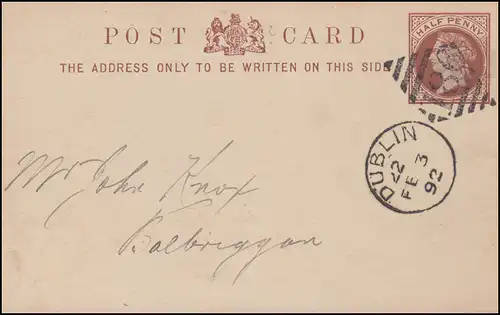 POST CARD
HALF PENNY
THE ADDRESS ONLY TO BE WRITTEN ON THIS SIDE
DUBLIN
22
FE 3
92
Mr John Knox
Balbriggan